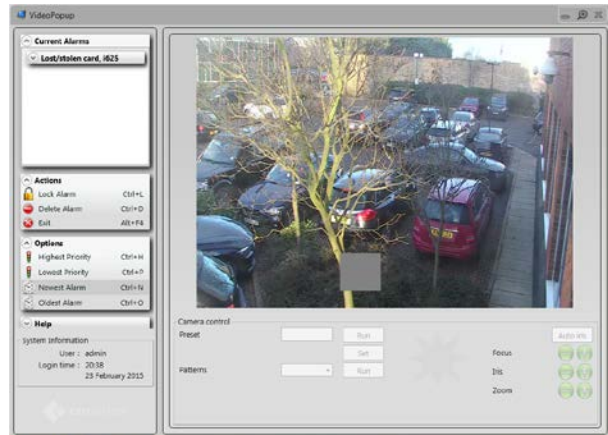 VideoPopup
Current Alarms
Lost/stolen card, i625
Actions
Lock Alarm Ctrl+L
Delete Alarm Ctrl+D
Exit Alt+F4
Options
Highest Priority Ctrl+H
Lowest Priority Ctrl+P
Newest Alarm Ctrl+N
Oldest Alarm Ctrl+O
Help
System Information
User : admin
Login time : 20:38
23 February 2015
Camera control
Preset Run Auto Iris
Set Focus
Patterns Run Iris
Zoom